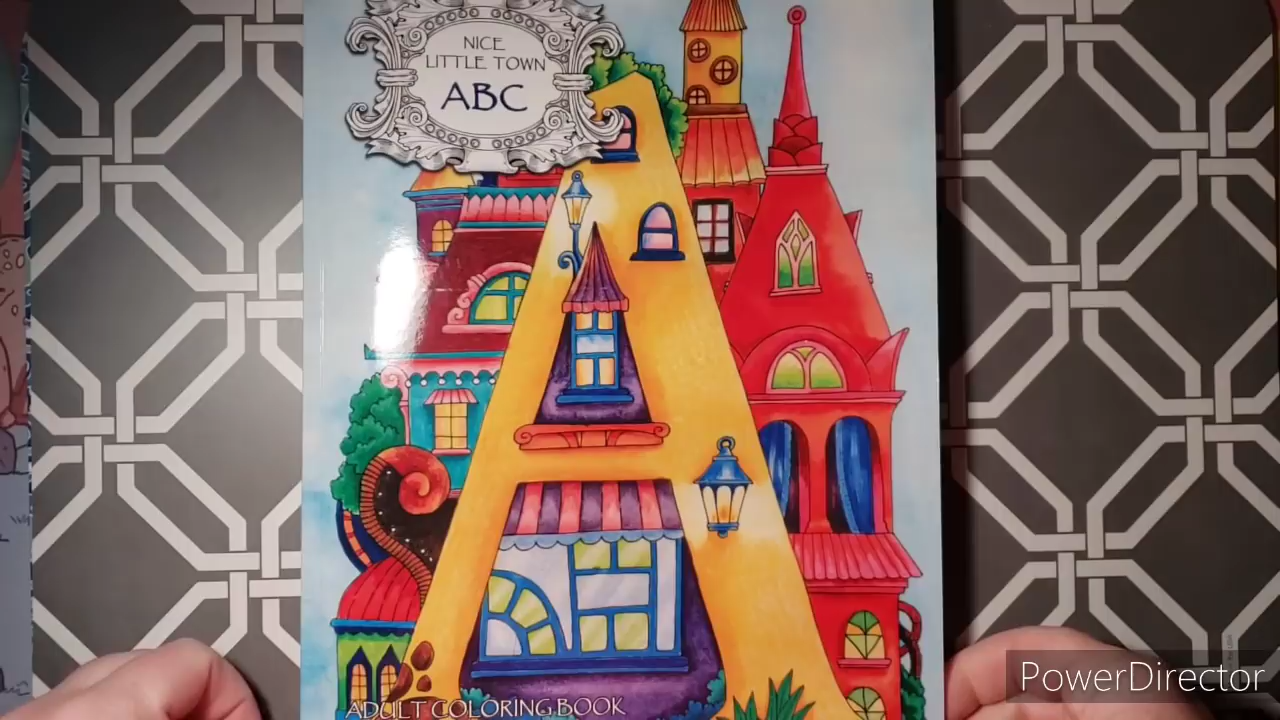 NICE
LITTLE TOWN
ABC
ADULT COLORING BOOK
PowerDirector